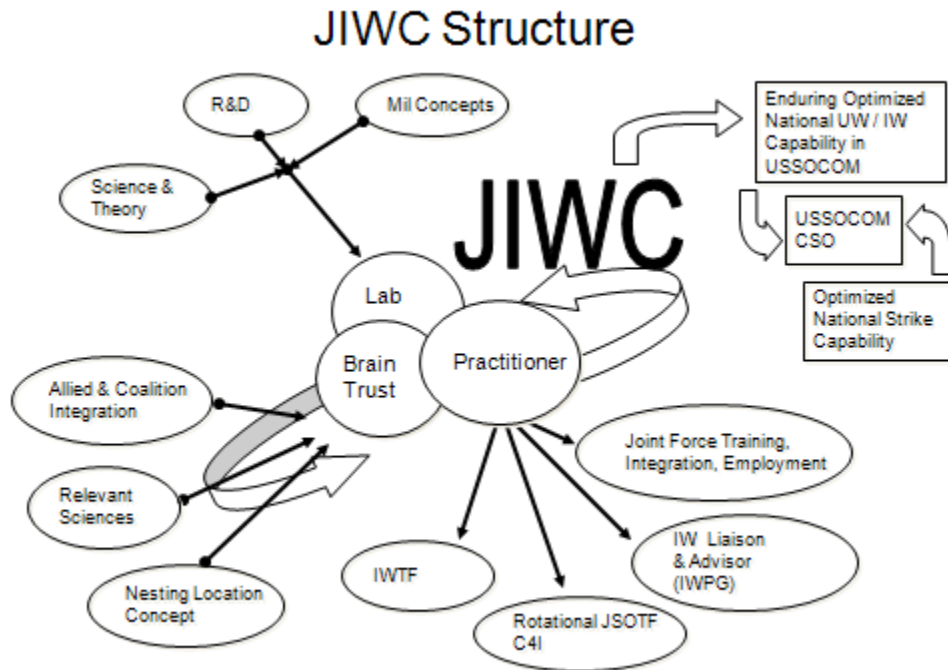 JIWC Structure
R&D
Mil Concepts
Science &
Theory
JIWC
Enduring Optimized
National UW / IW
Capability in
USSOCOM
USSOCOM
CSO
Optimized
National Strike
Capability
Lab
Brain
Trust
Practitioner
Allied & Coalition
Integration
Relevant
Sciences
Nesting Location
Concept
IWTF
Rotational JSOTF
C4I
IW Liaison
& Advisor
(IWPG)
Joint Force Training,
Integration, Employment